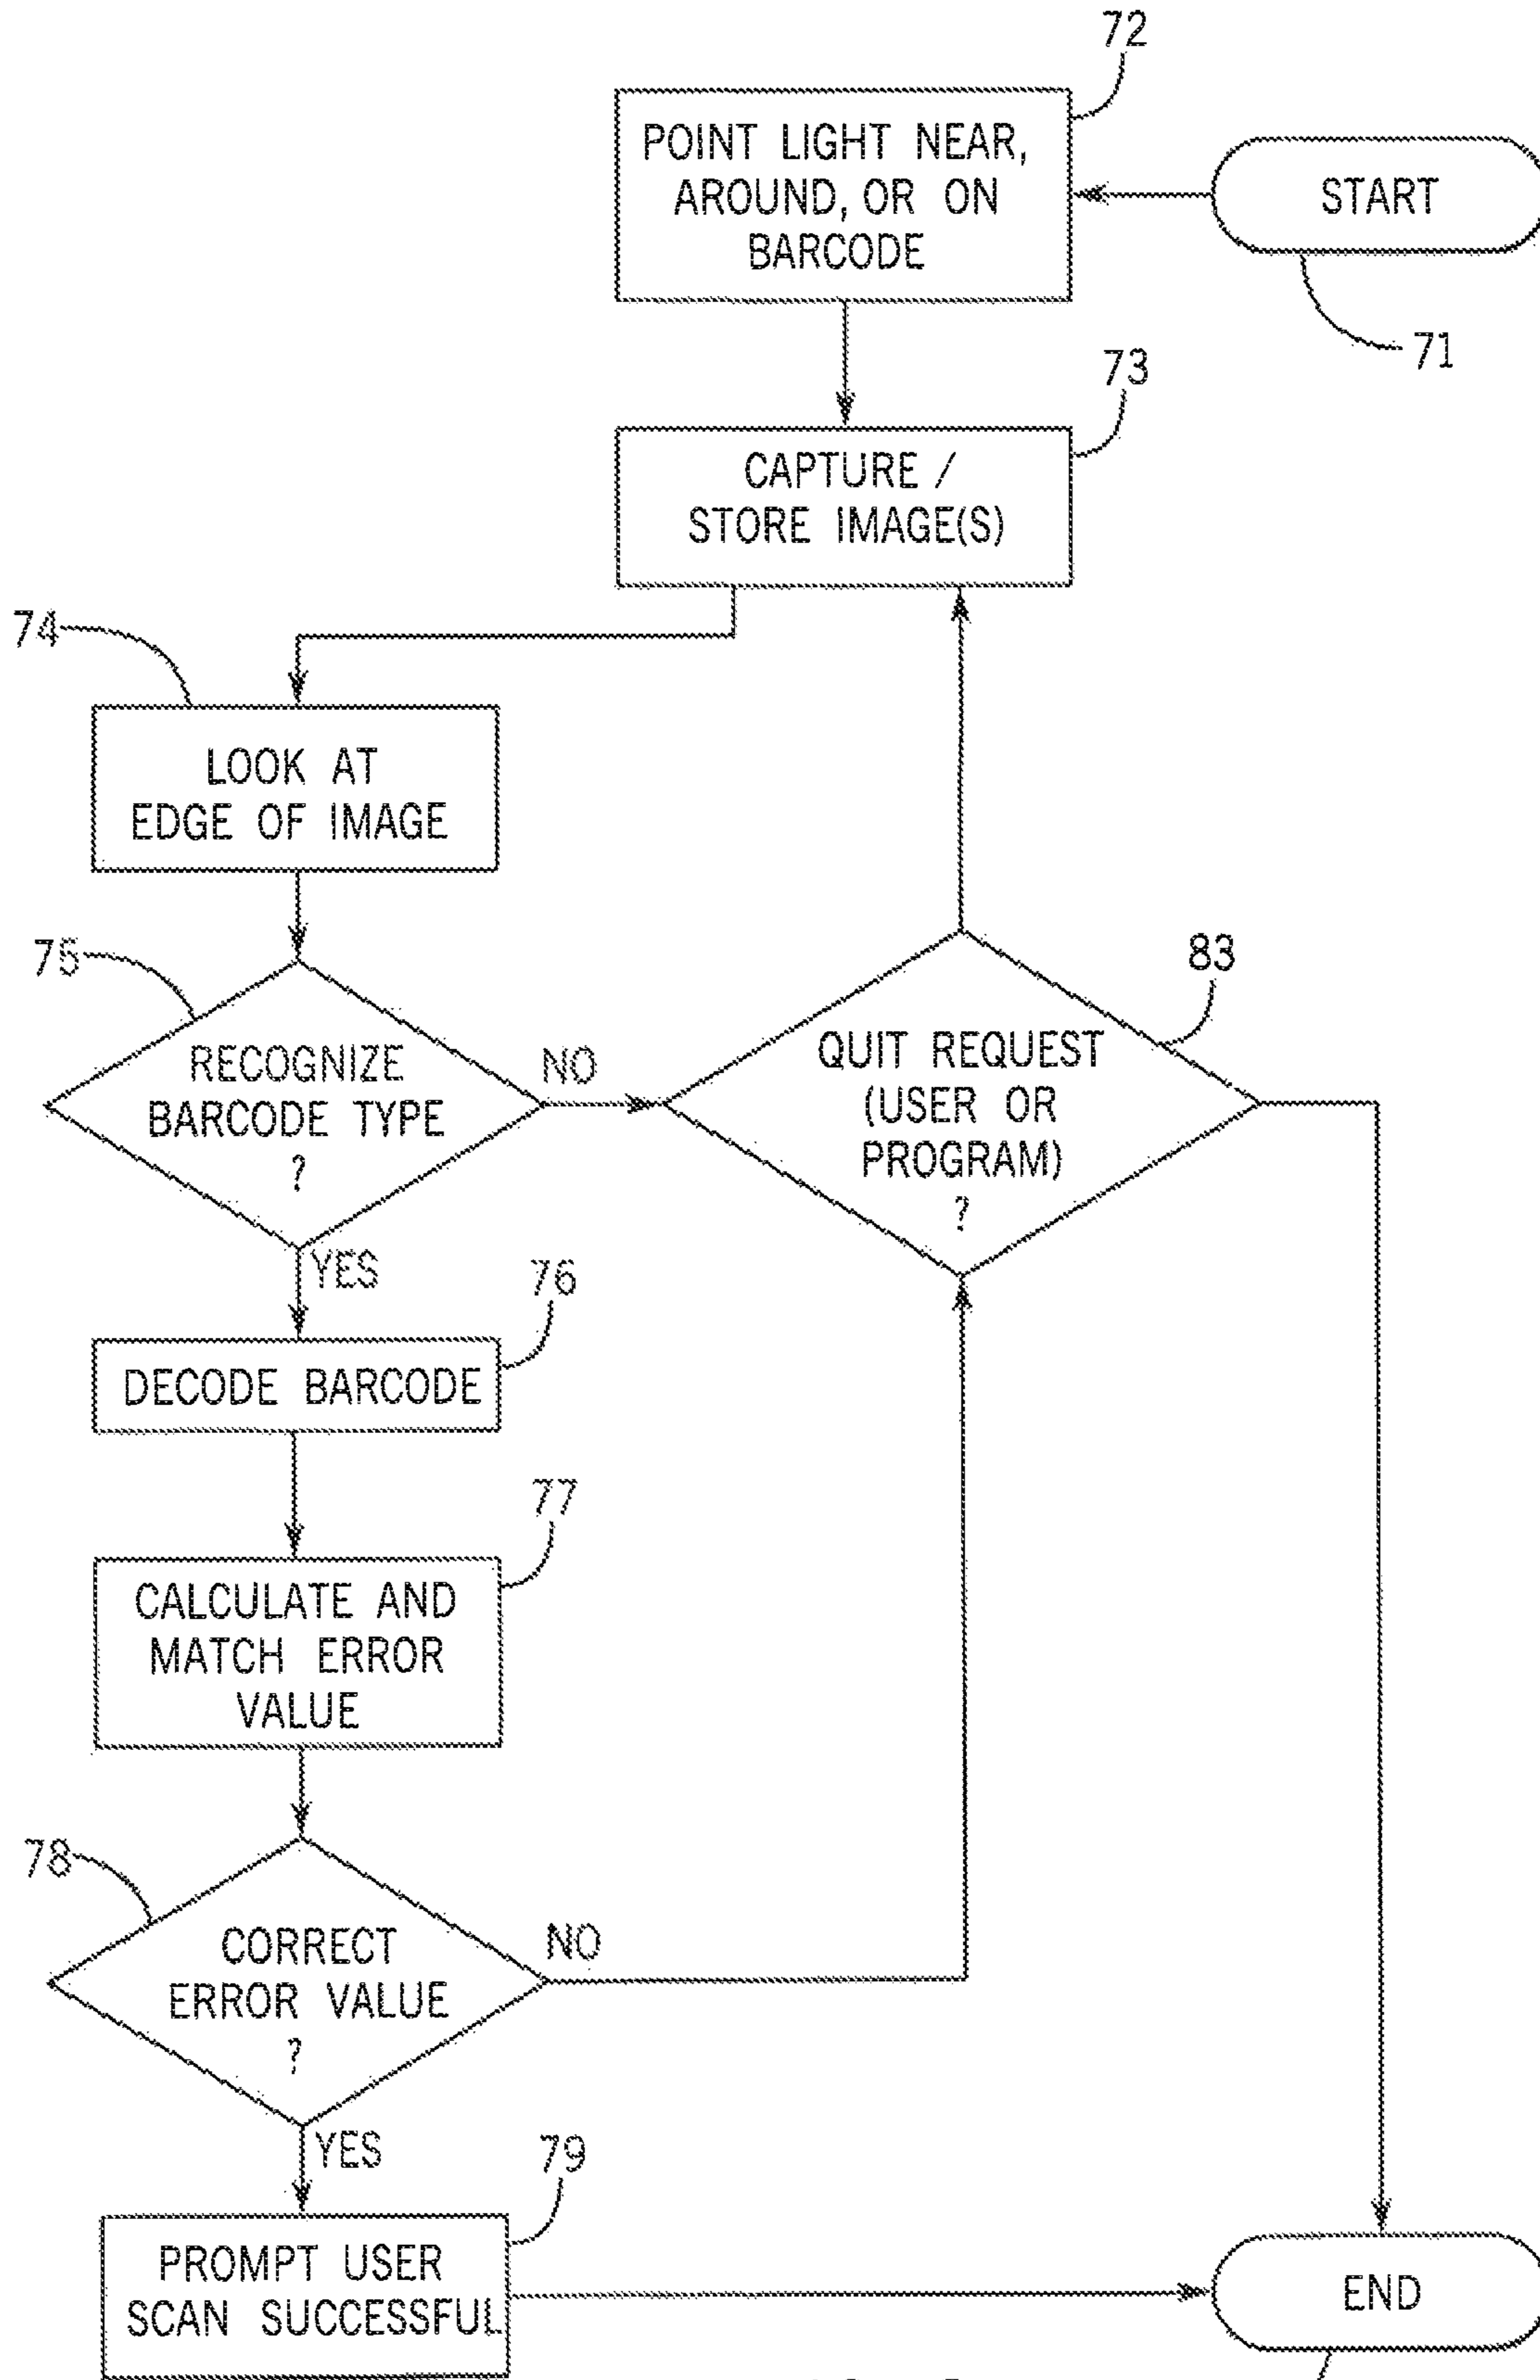 72
POINT LIGHT NEAR,
AROUND, OR ON
BARCODE
START
71
73
CAPTURE /
STORE IMAGE(S)
74
LOOK AT
EDGE OF IMAGE
75
RECOGNIZE
BARCODE TYPE
?
NO
83
QUIT REQUEST
(USER OR
PROGRAM)
?
YES
76
DECODE BARCODE
77
CALCULATE AND
MATCH ERROR
VALUE
78
CORRECT
ERROR VALUE
?
NO
YES
79
PROMPT USER
SCAN SUCCESSFUL
END